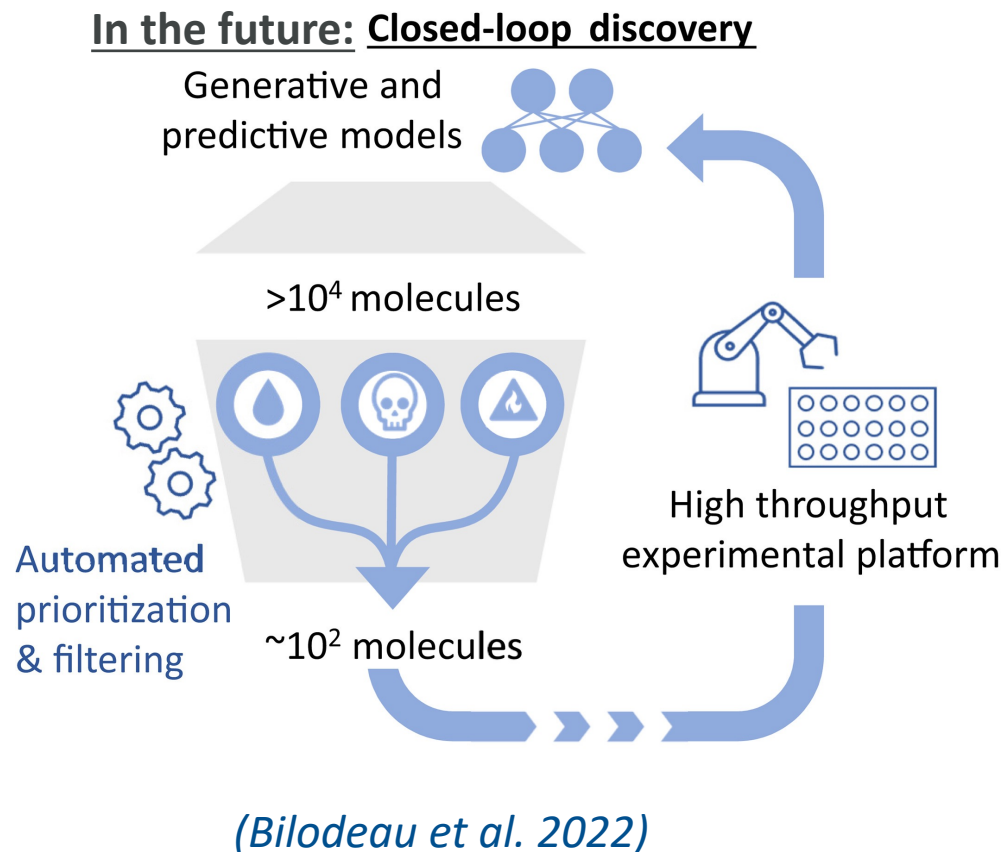 In the future: Closed-loop discovery
Generative and
predictive models
>10⁴ molecules
Automated
prioritization
& filtering
~10² molecules
High throughput
experimental platform
(Bilodeau et al. 2022)